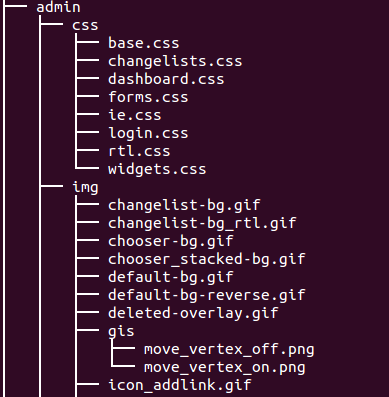 admin
css
base.css
changelists.css
dashboard.css
forms.css
ie.css
login.css
rtl.css
widgets.css
img
changelist-bg.gif
changelist-bg_rtl.gif
chooser-bg.gif
chooser_stacked-bg.gif
default-bg.gif
default-bg-reverse.gif
deleted-overlay.gif
gis
move_vertex_off.png
move_vertex_on.png
icon_addlink.gif